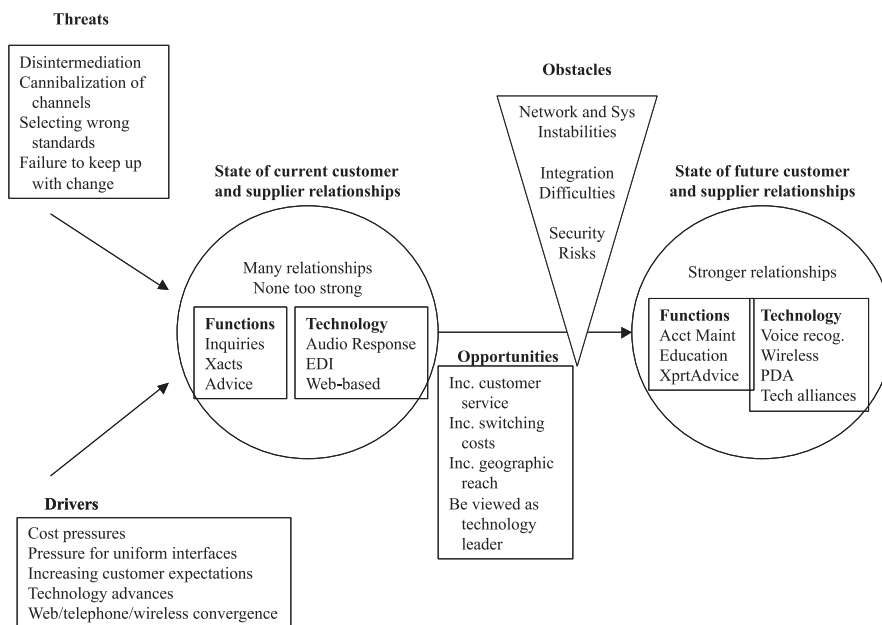 Threats
Disintermediation
Cannibalization of
channels
Selecting wrong
standards
Failure to keep up
with change
State of current customer
and supplier relationships
Many relationships
None too strong
Functions
Inquiries
Xacts
Advice
Technology
Audio Response
EDI
Web-based
Drivers
Cost pressures
Pressure for uniform interfaces
Increasing customer expectations
Technology advances
Web/telephone/wireless convergence
Obstacles
Network and Sys
Instabilities
Integration
Difficulties
Security
Risks
Opportunities
Inc. customer
service
Inc. switching
costs
Inc. geographic
reach
Be viewed as
technology
leader
State of future customer
and supplier relationships
Stronger relationships
Functions
Acct Maint
Education
XprtAdvice
Technology
Voice recog.
Wireless
PDA
Tech alliances